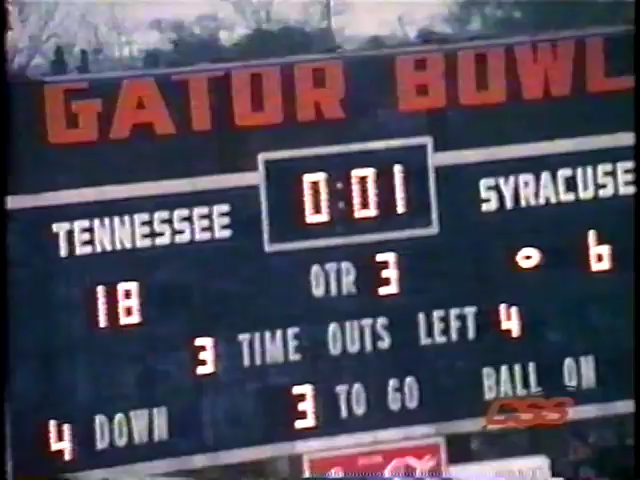 GATOR BOWL
0:01
TENNESSEE SYRACUSE
18 QTR 3 6
3 TIME OUTS LEFT 4
4 DOWN 3 TO GO BALL ON
CSS